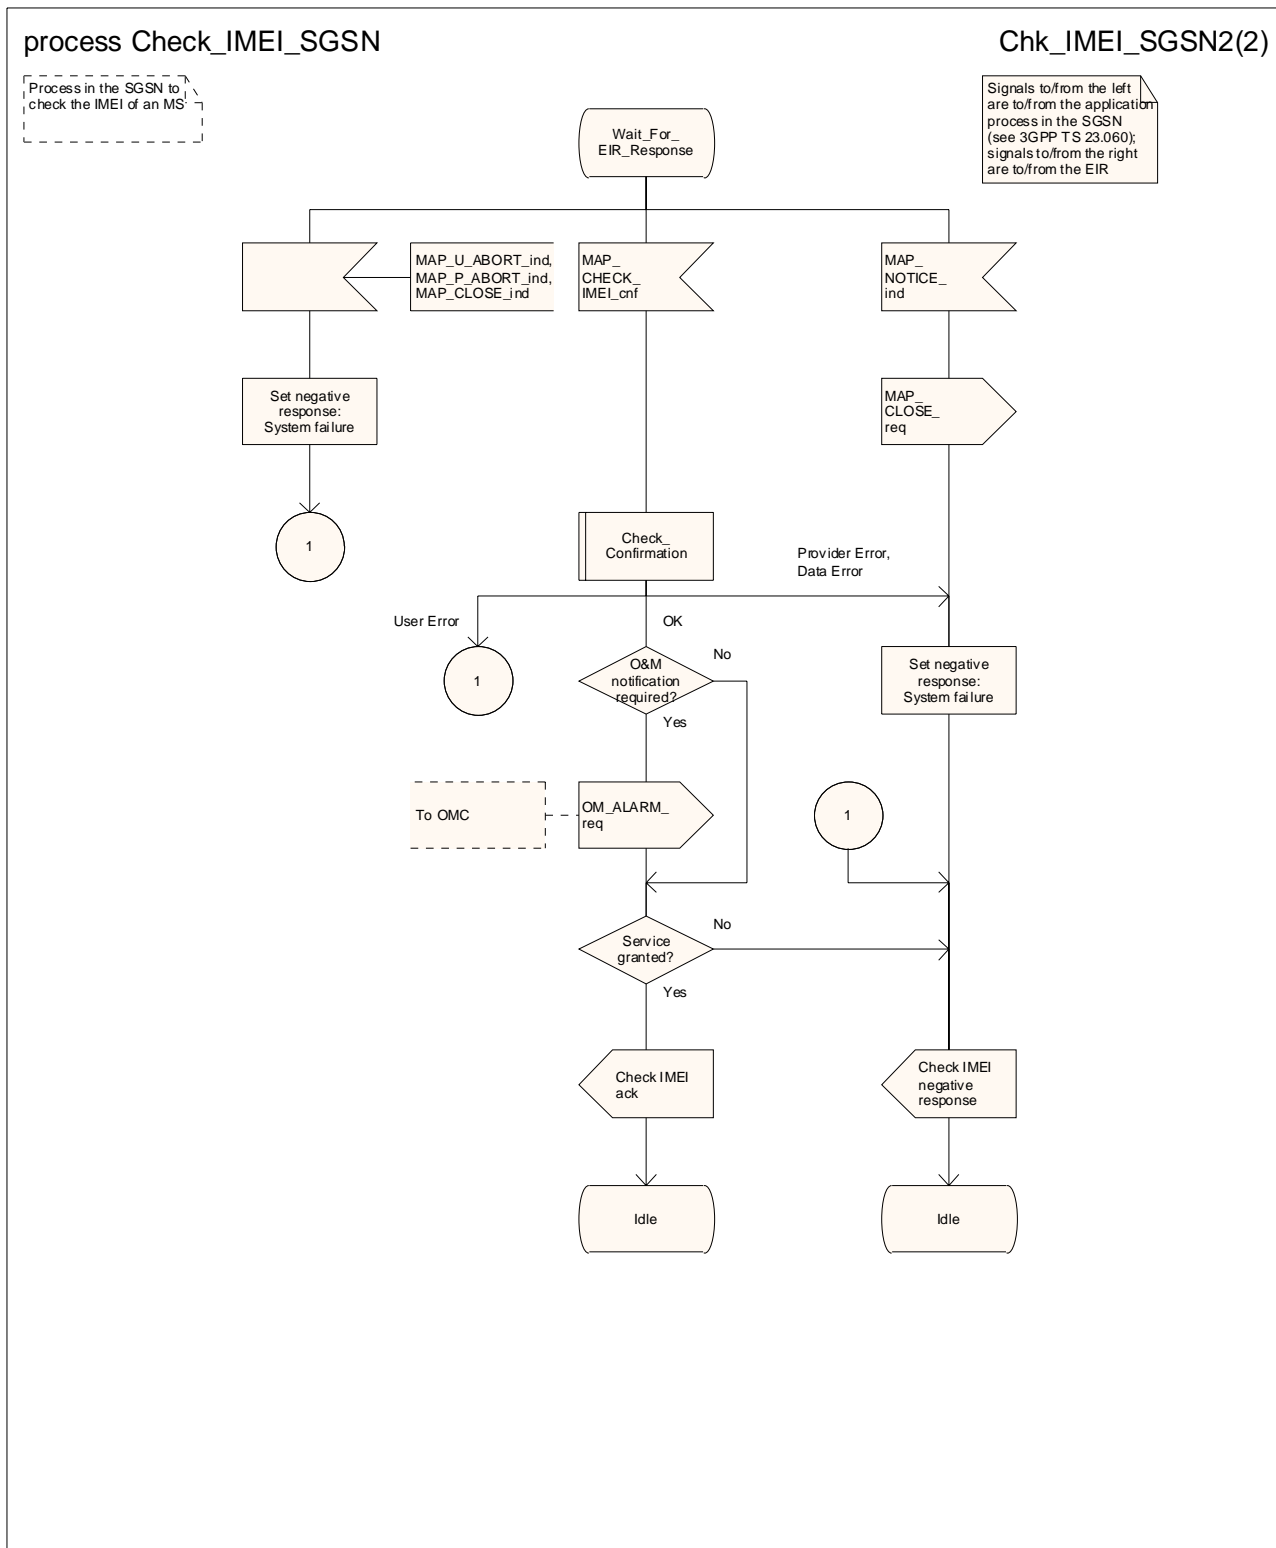 process Check_IMEI_SGSN
Chk_IMEI_SGSN2(2)
Process in the SGSN to
check the IMEI of an MS
Signals to/from the left
are to/from the application
process in the SGSN
(see 3GPP TS 23.060);
signals to/from the right
are to/from the EIR
Wait_For_
EIR_Response
MAP_U_ABORT_ind,
MAP_P_ABORT_ind,
MAP_CLOSE_ind
MAP_
CHECK_
IMEI_cnf
MAP_
NOTICE_
ind
Set negative
response:
System failure
MAP_
CLOSE_
req
1
Check_
Confirmation
Provider Error,
Data Error
User Error
OK
1
O&M
notification
required?
No
Yes
Set negative
response:
System failure
To OMC
OM_ALARM_
req
1
Service
granted?
No
Yes
Check IMEI
ack
Check IMEI
negative
response
Idle
Idle